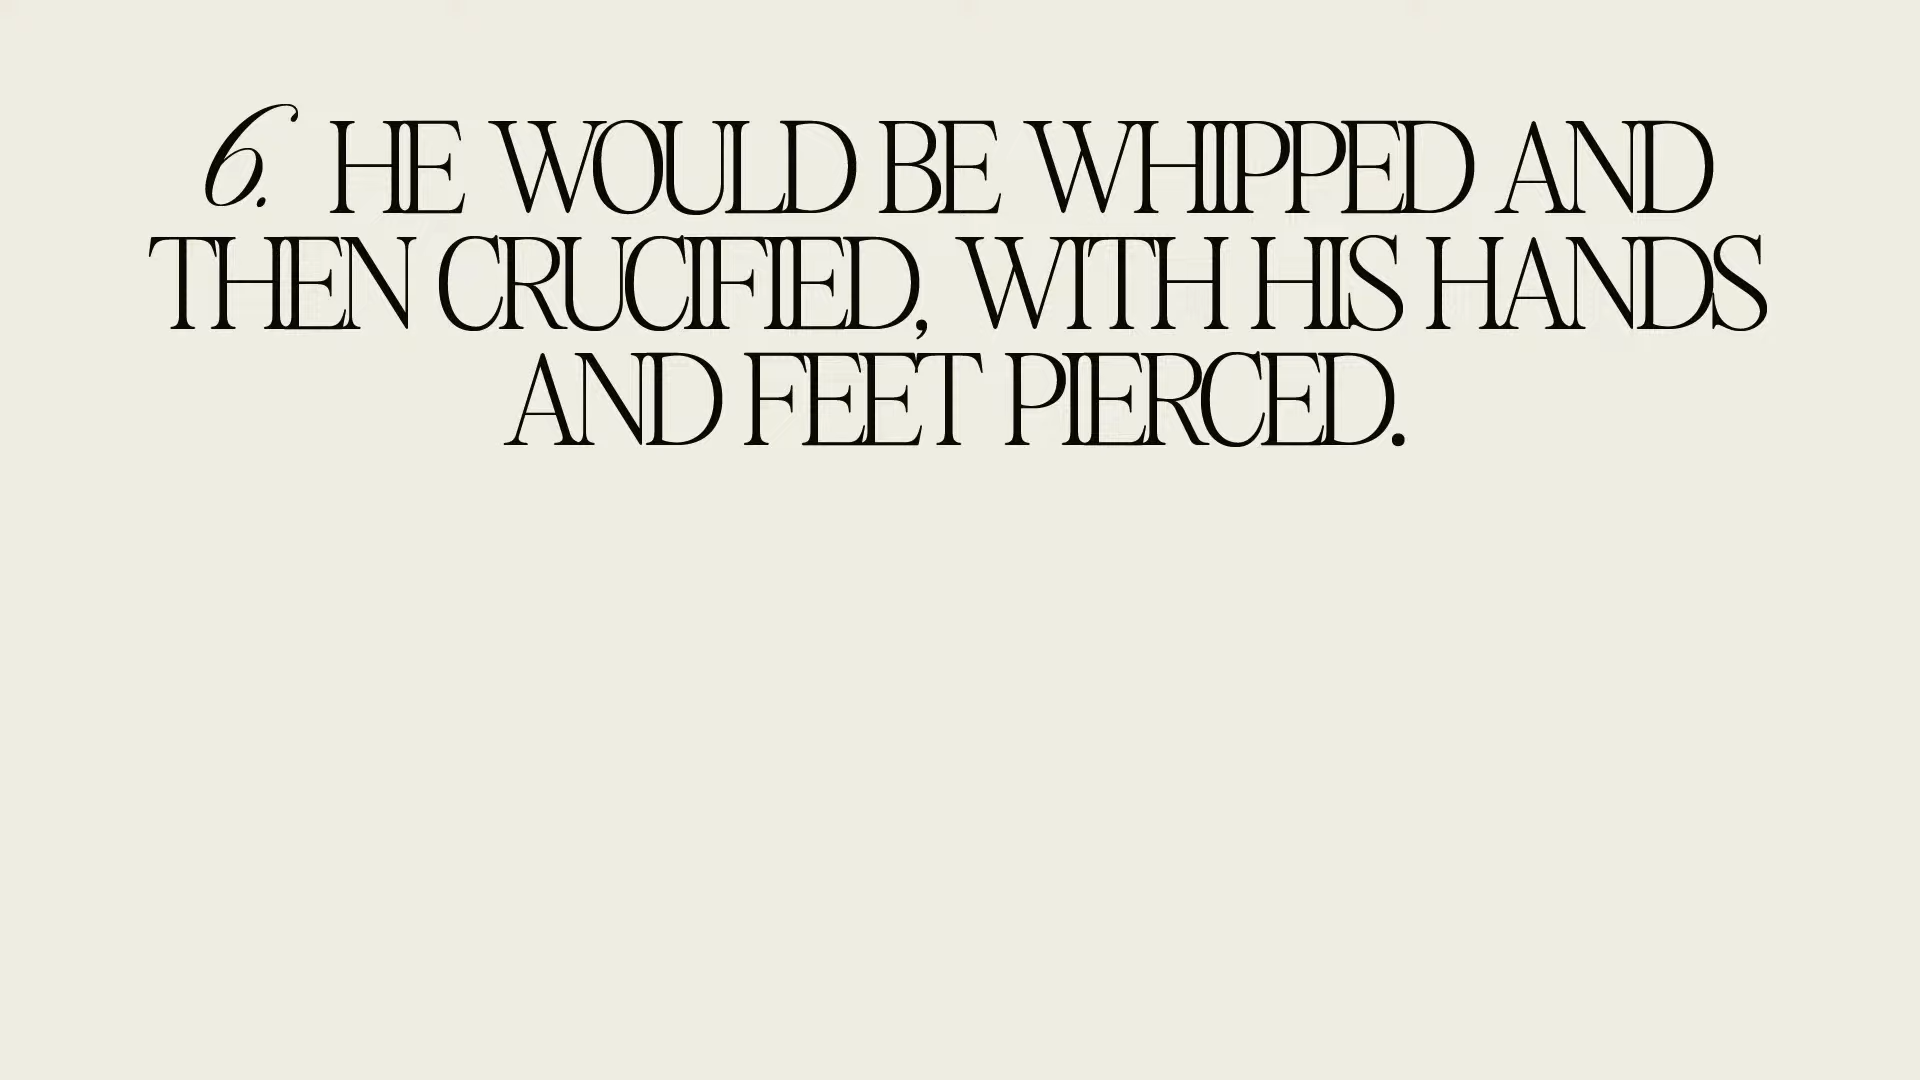 6. HE WOULD BE WHIPPED AND
THEN CRUCIFIED, WITH HIS HANDS
AND FEET PIERCED.